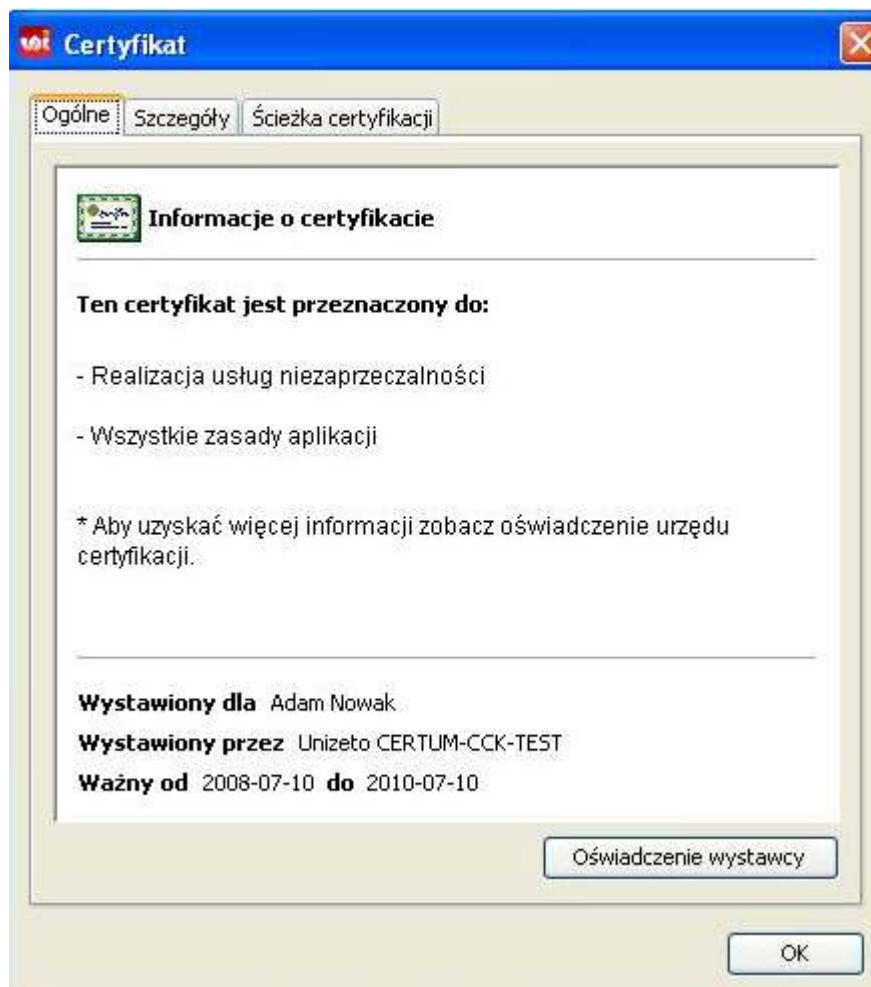 Certyfikat
Ogólne Szczegóły Ścieżka certyfikacji
Informacje o certyfikacie
Ten certyfikat jest przeznaczony do:
- Realizacja usług niezaprzeczalności
- Wszystkie zasady aplikacji
* Aby uzyskać więcej informacji zobacz oświadczenie urzędu
certyfikacji.
Wystawiony dla Adam Nowak
Wystawiony przez Unizeto CERTUM-CCK-TEST
Ważny od 2008-07-10 do 2010-07-10
Oświadczenie wystawcy
OK